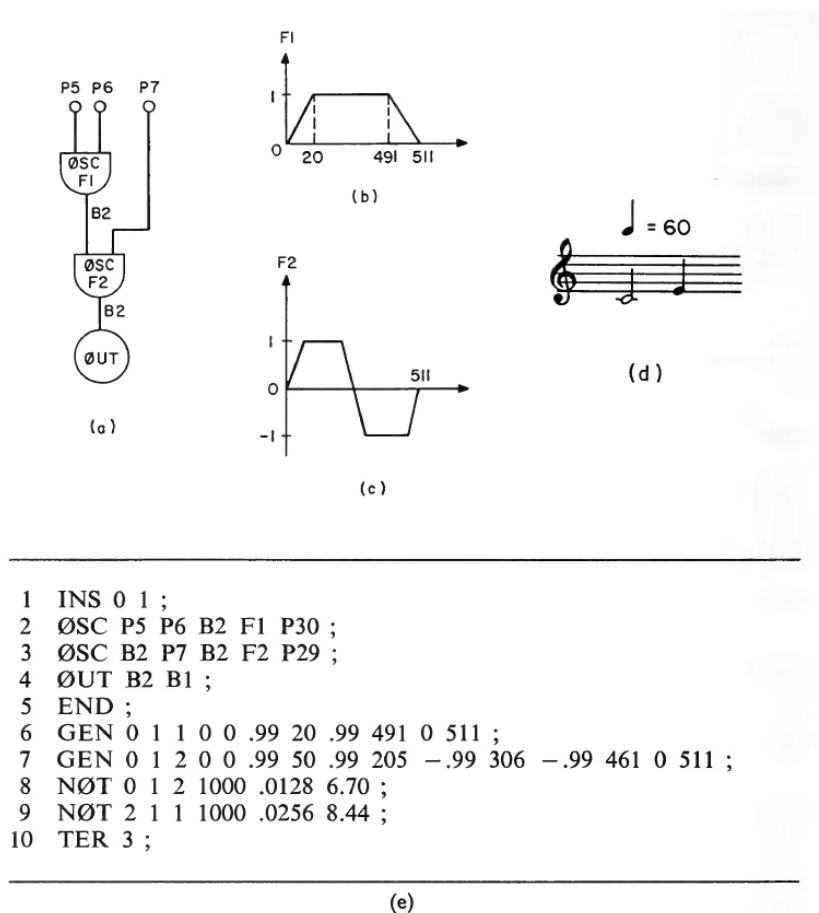 P5 P6 P7
ØSC
F1
B2
ØSC
F2
B2
ØUT
(a)
F1
1
0 20 491 511
(b)
F2
1
0
511
-1
(c)
= 60
(d)
1 INS 0 1 ;
2 ØSC P5 P6 B2 F1 P30 ;
3 ØSC B2 P7 B2 F2 P29 ;
4 ØUT B2 B1 ;
5 END ;
6 GEN 0 1 1 0 0 .99 20 .99 491 0 511 ;
7 GEN 0 1 2 0 0 .99 50 .99 205 −.99 306 −.99 461 0 511 ;
8 NØT 0 1 2 1000 .0128 6.70 ;
9 NØT 2 1 1 1000 .0256 8.44 ;
10 TER 3 ;
(e)